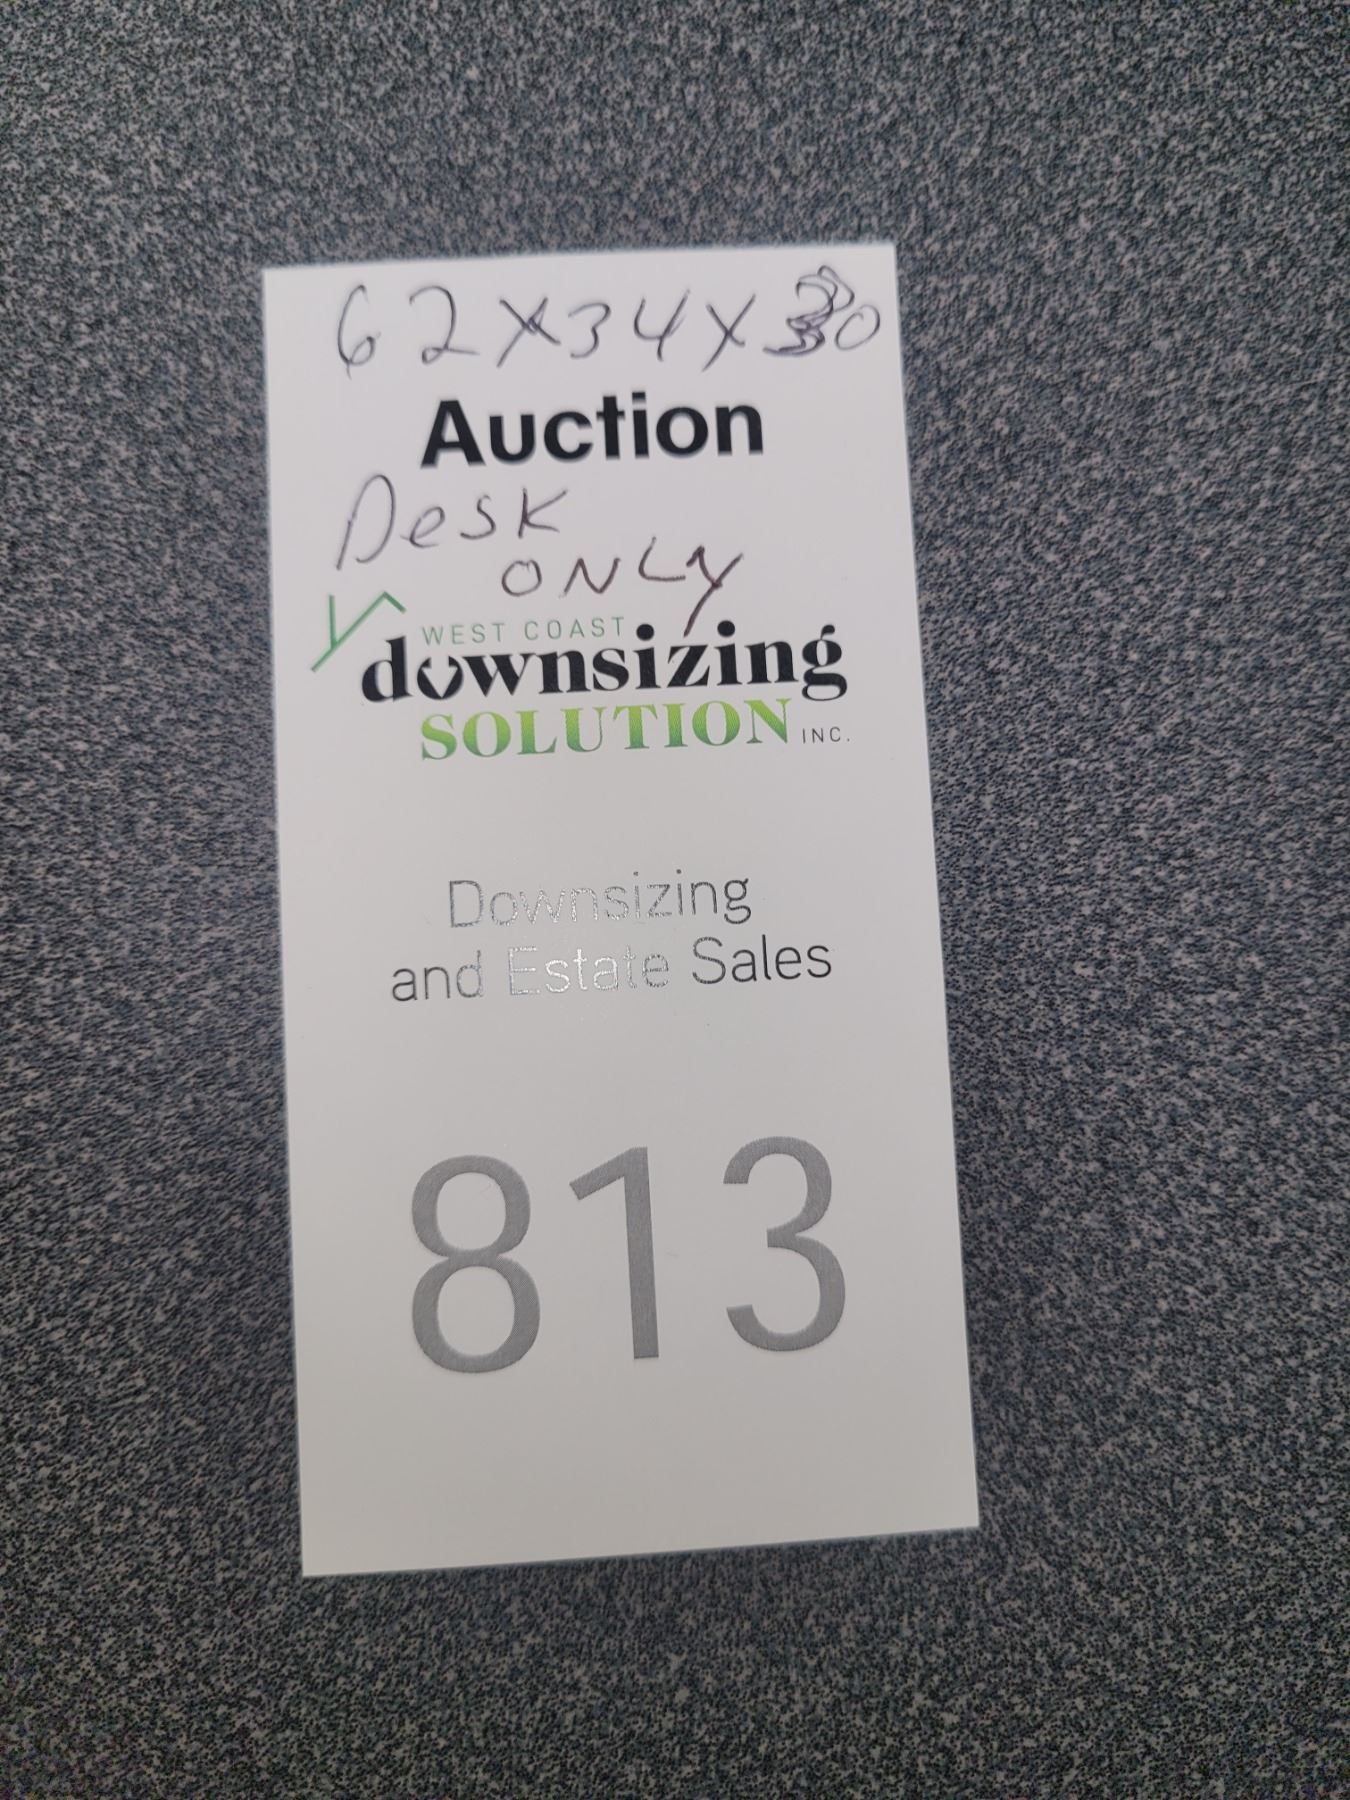 62x34x30
Auction
Desk
ONLY
WEST COAST
downsizing
SOLUTION INC.
Downsizing
and Estate Sales
813